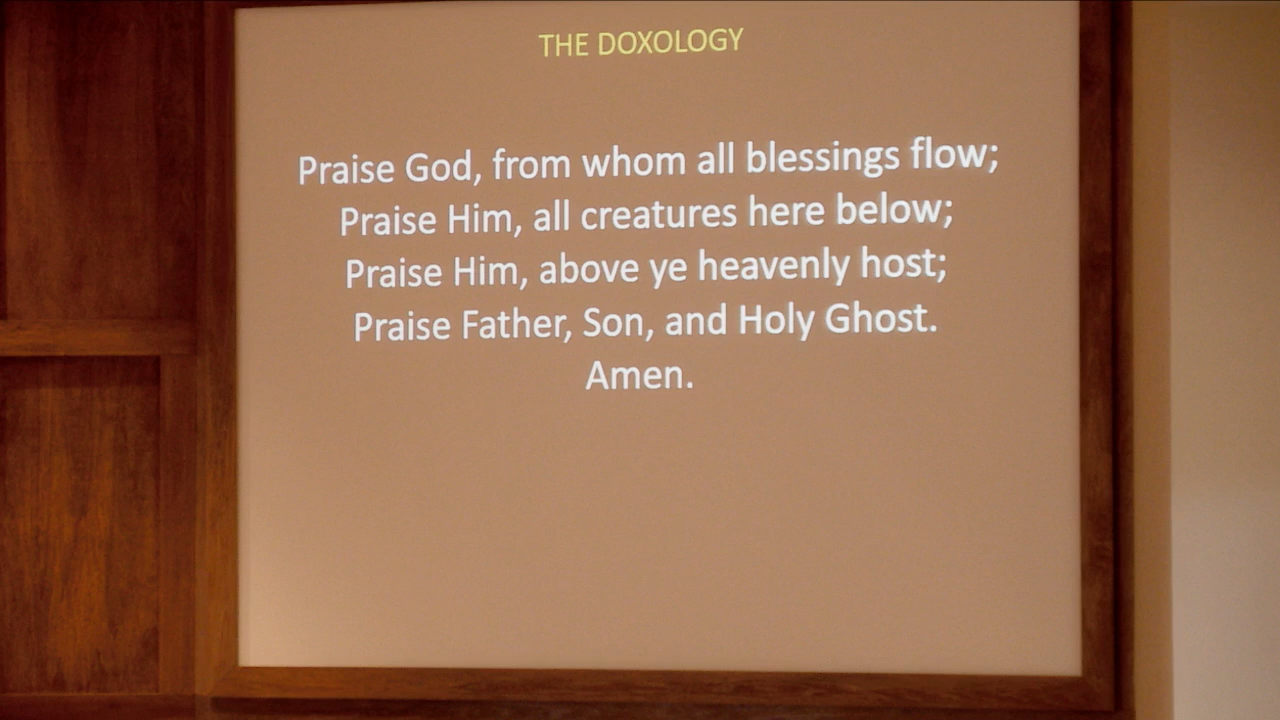 THE DOXOLOGY
Praise God, from whom all blessings flow;
Praise Him, all creatures here below;
Praise Him, above ye heavenly host;
Praise Father, Son, and Holy Ghost.
Amen.